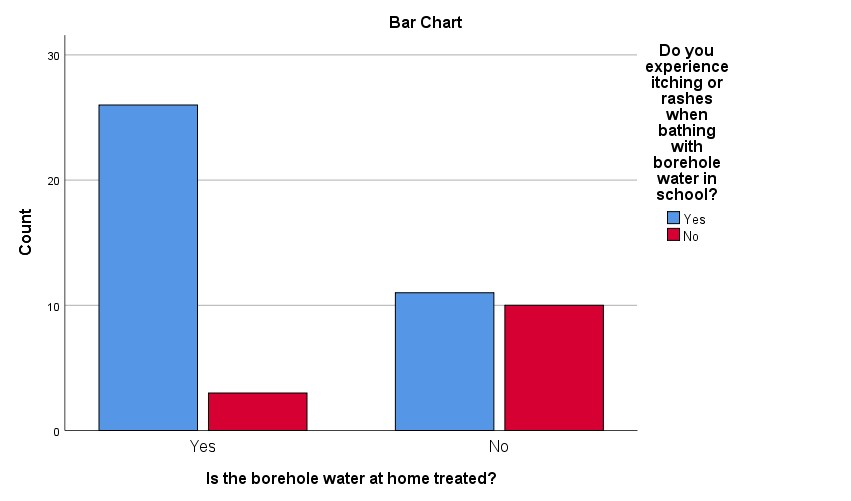 Bar Chart
30
20
10
0
Count
Yes
No
Is the borehole water at home treated?
Do you
experience
itching or
rashes
when
bathing
with
borehole
water in
school?
Yes
No